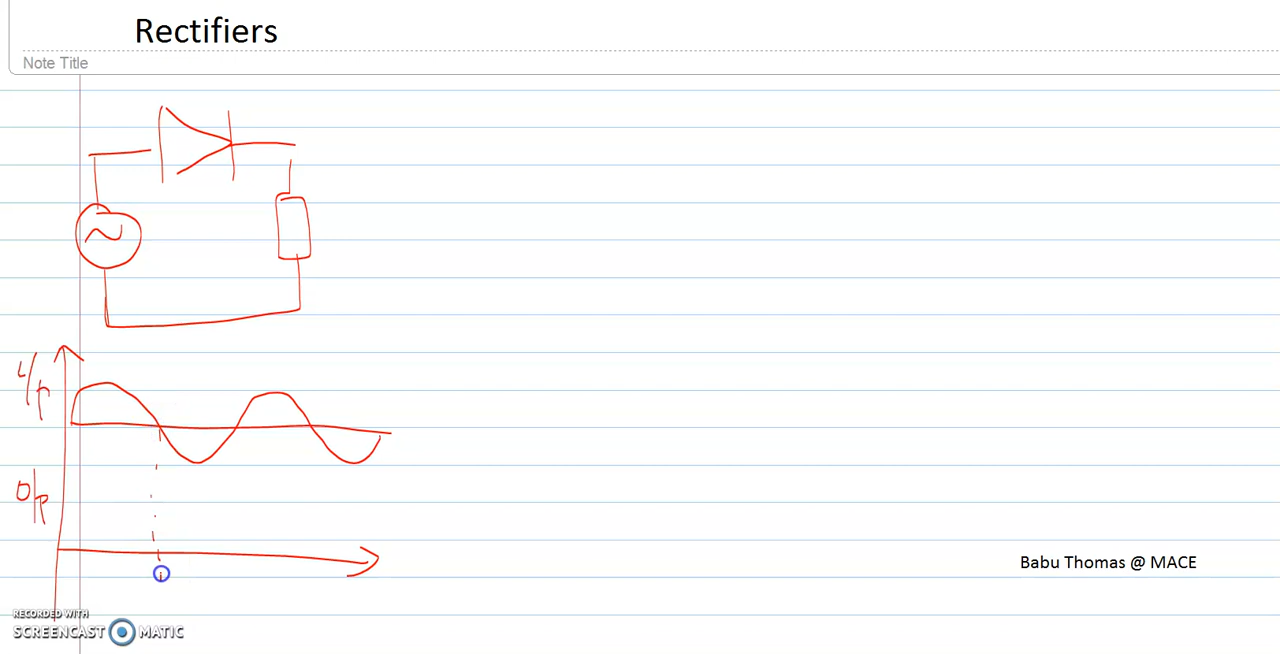 Rectifiers
Note Title
i/p
o/p
Babu Thomas @ MACE
RECORDED WITH
SCREENCAST MATIC